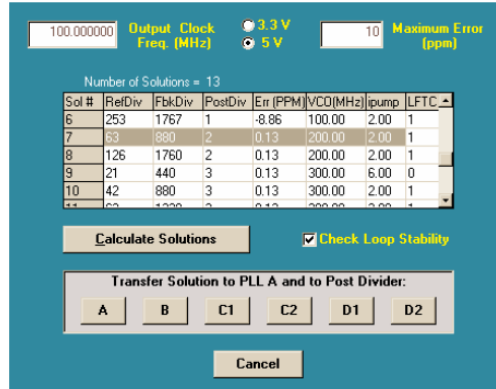 100.000000 Output Clock Freq. (MHz) 3.3 V 5 V 10 Maximum Error (ppm)
Number of Solutions = 13
Sol # RefDiv FbkDiv PostDiv Err (PPM) VCO(MHz) ipump LFTC
6 253 1767 1 -8.86 100.00 2.00 1
7 63 880 2 0.13 200.00 2.00 1
8 126 1760 2 0.13 200.00 2.00 1
9 21 440 3 0.13 300.00 6.00 0
10 42 880 3 0.13 300.00 2.00 1
Calculate Solutions Check Loop Stability
Transfer Solution to PLL A and to Post Divider:
A B C1 C2 D1 D2
Cancel